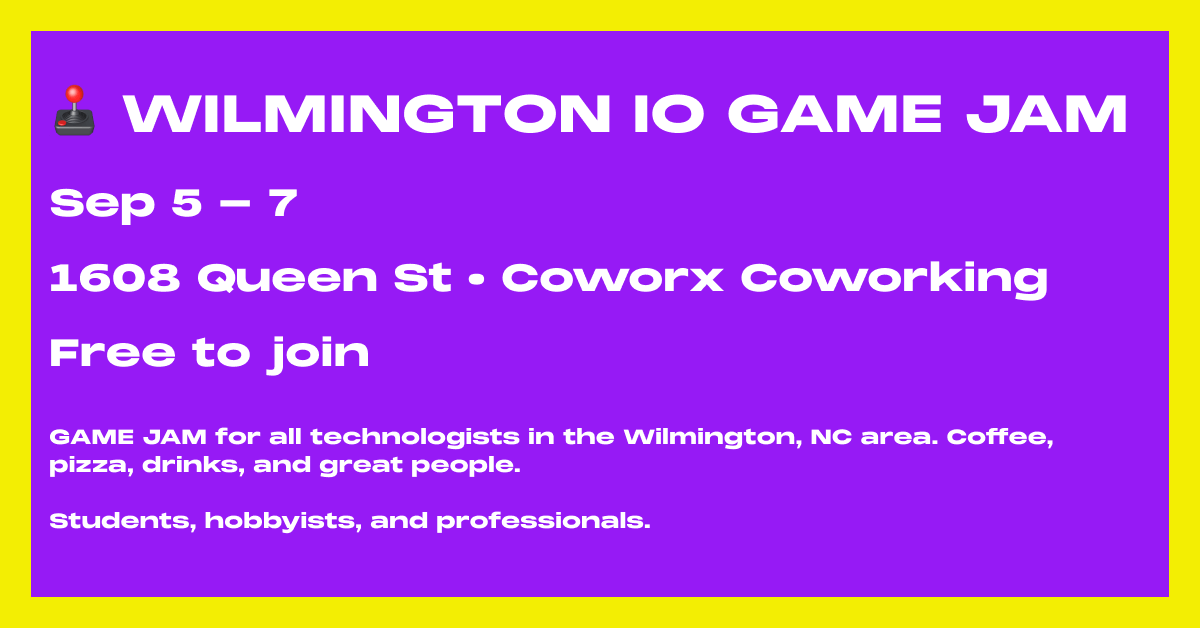 WILMINGTON IO GAME JAM
Sep 5 – 7
1608 Queen St • Coworx Coworking
Free to join
GAME JAM for all technologists in the Wilmington, NC area. Coffee,
pizza, drinks, and great people.
Students, hobbyists, and professionals.